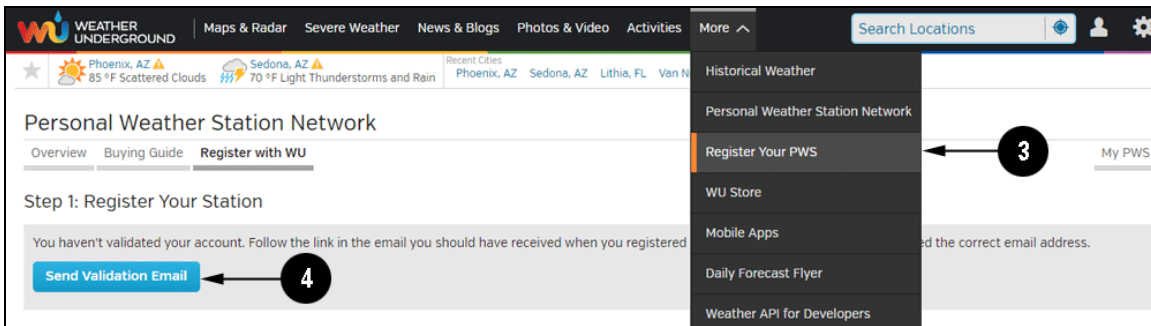 WEATHER UNDERGROUND
Maps & Radar Severe Weather News & Blogs Photos & Video Activities More Search Locations
Phoenix, AZ
85 °F Scattered Clouds
Sedona, AZ
70 °F Light Thunderstorms and Rain
Recent Cities
Phoenix, AZ Sedona, AZ Lithia, FL Van N
Historical Weather
Personal Weather Station Network
Register Your PWS
WU Store
Mobile Apps
Daily Forecast Flyer
Weather API for Developers
3
Personal Weather Station Network
Overview Buying Guide Register with WU My PWS
Step 1: Register Your Station
You haven't validated your account. Follow the link in the email you should have received when you registered ed the correct email address.
Send Validation Email
4